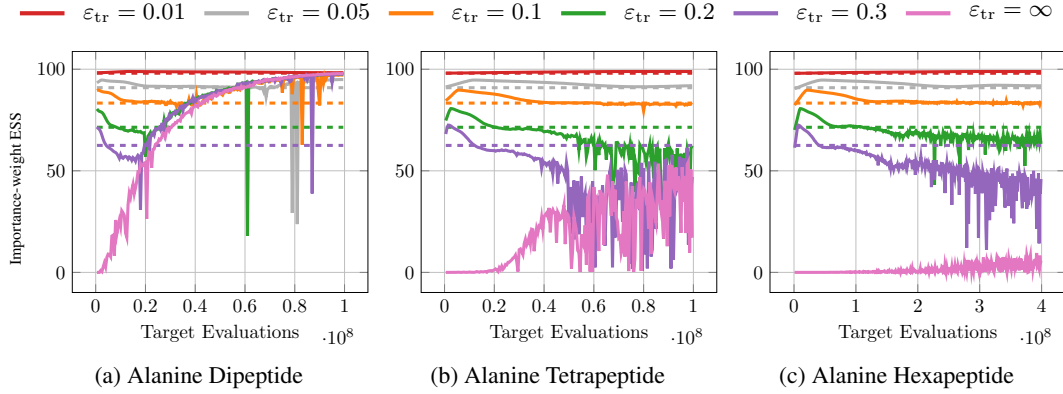 ε_tr = 0.01 ε_tr = 0.05 ε_tr = 0.1 ε_tr = 0.2 ε_tr = 0.3 ε_tr = ∞
Importance-weight ESS
100
50
0
0 0.2 0.4 0.6 0.8 1
Target Evaluations ·10^8
(a) Alanine Dipeptide
100
50
0
0 0.2 0.4 0.6 0.8 1
Target Evaluations ·10^8
(b) Alanine Tetrapeptide
100
50
0
0 1 2 3 4
Target Evaluations ·10^8
(c) Alanine Hexapeptide